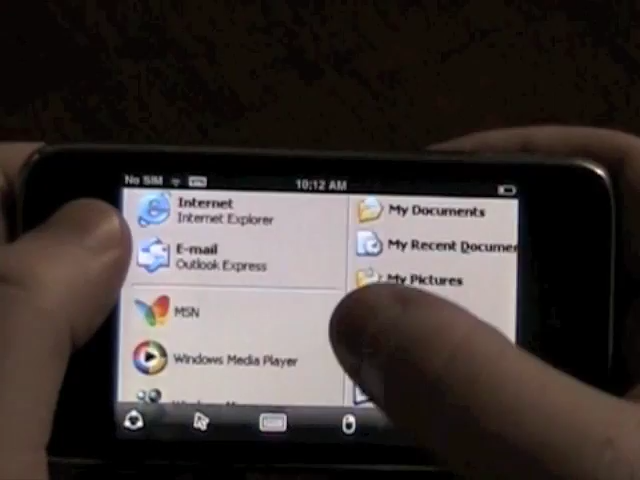 No SIM VPN 10:12 AM
Internet
Internet Explorer
E-mail
Outlook Express
MSN
Windows Media Player
My Documents
My Recent Documen
My Pictures